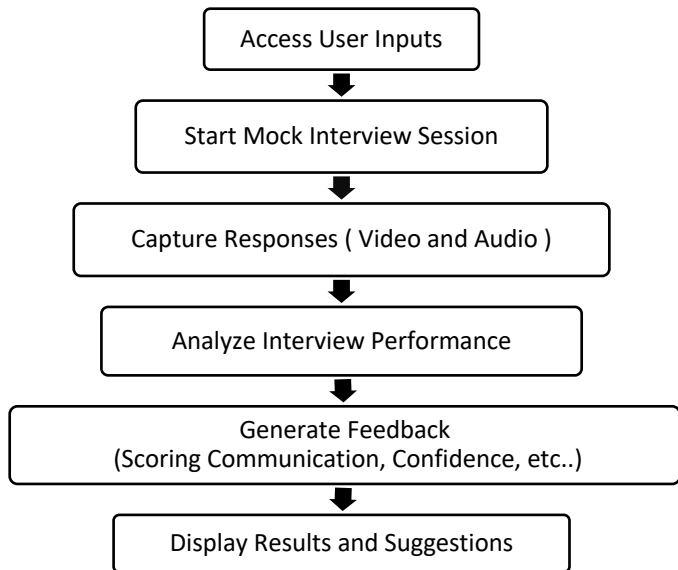 Access User Inputs
Start Mock Interview Session
Capture Responses ( Video and Audio )
Analyze Interview Performance
Generate Feedback
(Scoring Communication, Confidence, etc..)
Display Results and Suggestions